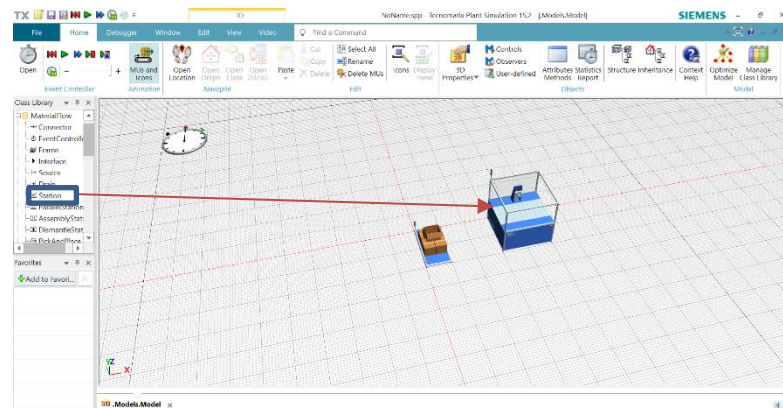 TX
3D
NoName.spp - Tecnomatix Plant Simulation 15.2 - [.Models.Model]
SIEMENS
File Home Debugger Window Edit View Video Find a Command
Open
Event Controller
MUs and Icons
Animation
Open Location
Open Origin
Open Class
Open 2D/3D
Navigate
Paste
Cut
Copy
Delete
Select All
Rename
Delete MUs
Edit
Icons
Display Panel
3D Properties
Controls
Observers
User-defined
Attributes Methods
Statistics Report
Structure
Inheritance
Objects
Context Help
Optimize Model
Manage Class Library
Model
Class Library
MaterialFlow
Connector
EventControlle
Frame
Interface
Source
Drain
Station
ParallelStation
AssemblyStati
DismantleStat
PickAndPlace
Favorites
Add to Favori...
YZ
X
3D .Models.Model